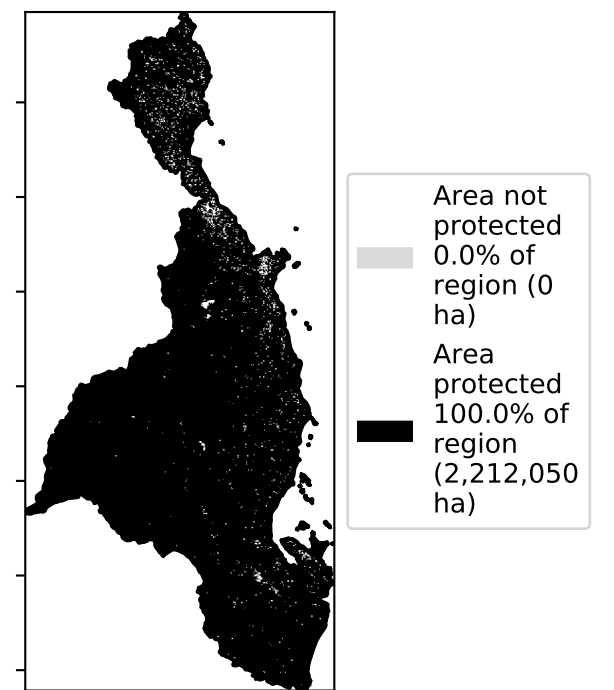 Area not
protected
0.0% of
region (0
ha)
Area
protected
100.0% of
region
(2,212,050
ha)